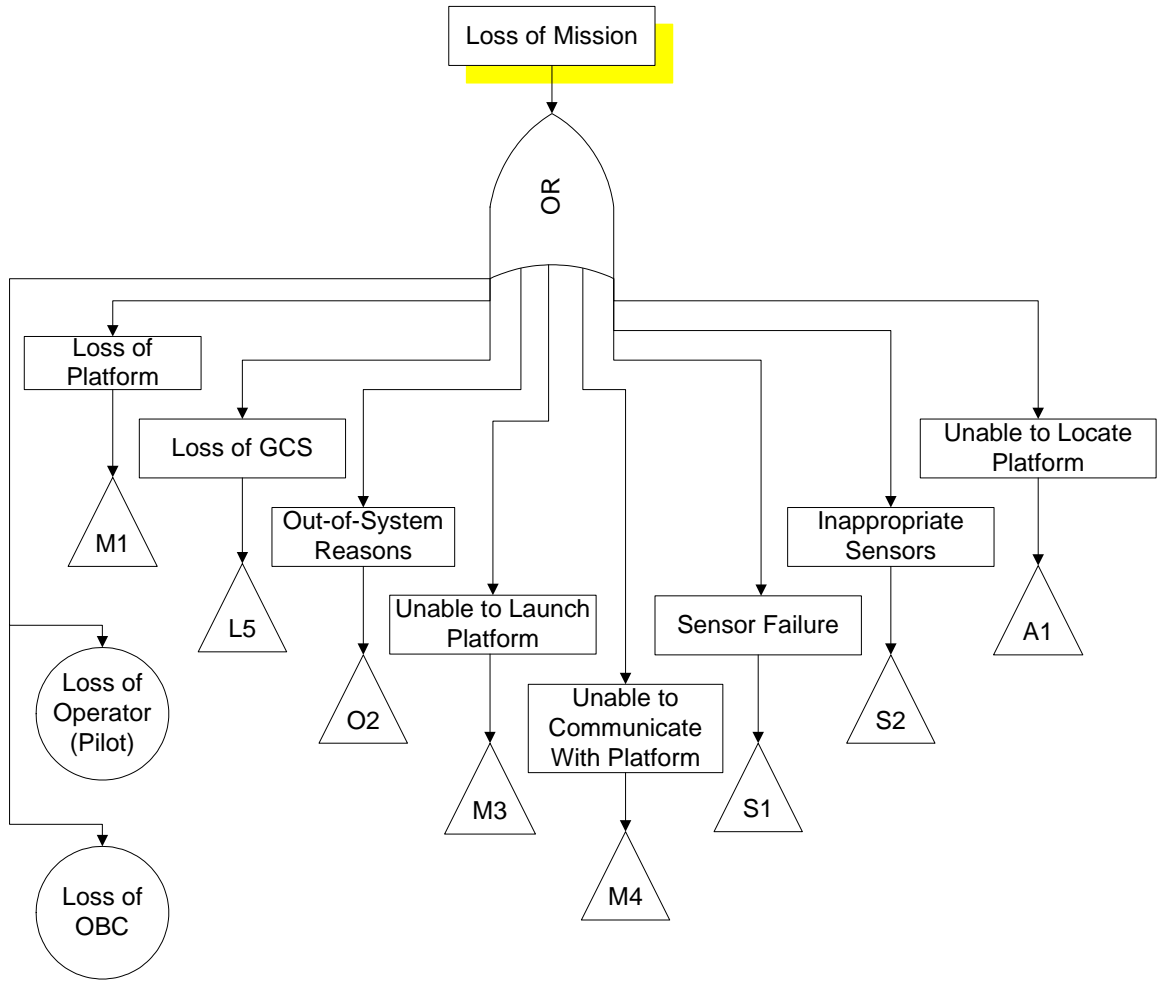 Loss of Mission
OR
Loss of
Platform
M1
Loss of GCS
L5
Out-of-System
Reasons
O2
Unable to Launch
Platform
M3
Unable to
Communicate
With Platform
M4
Sensor Failure
S1
Inappropriate
Sensors
S2
Unable to Locate
Platform
A1
Loss of
Operator
(Pilot)
Loss of
OBC